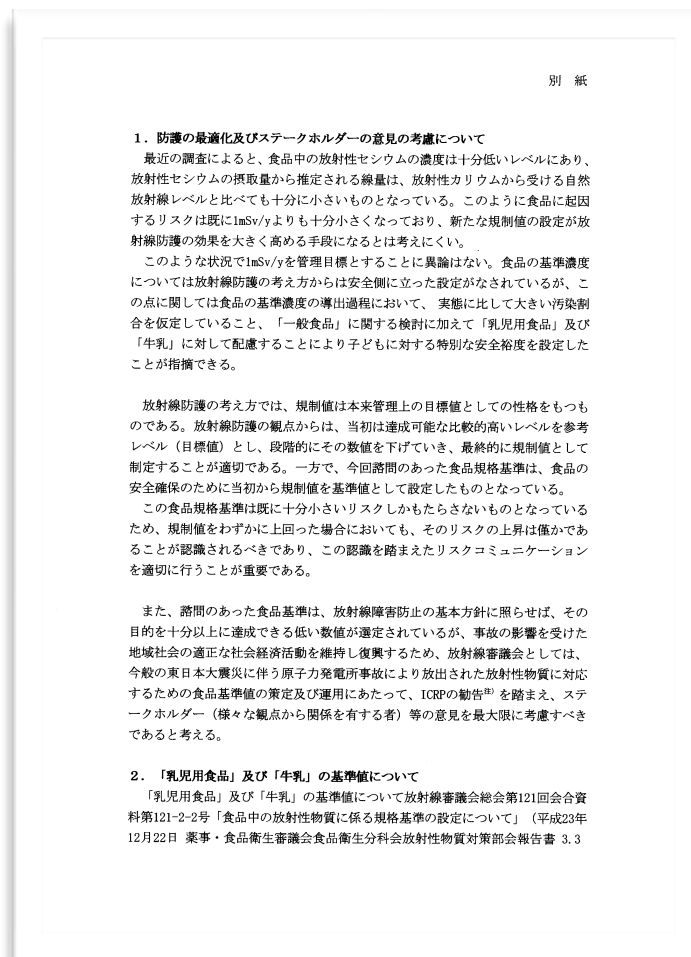 別　紙
１．防護の最適化及びステークホルダーの意見の考慮について
最近の調査によると、食品中の放射性セシウムの濃度は十分低いレベルにあり、
放射性セシウムの摂取量から推定される線量は、放射性カリウムから受ける自然
放射線レベルと比べても十分に小さいものとなっている。このように食品に起因
するリスクは既に1mSv/yよりも十分小さくなっており、新たな規制値の設定が放
射線防護の効果を大きく高める手段になるとは考えにくい。
このような状況で1mSv/yを管理目標とすることに異論はない。食品の基準濃度
については放射線防護の考え方からは安全側に立った設定がなされているが、こ
の点に関しては食品の基準濃度の導出過程において、 実態に比して大きい汚染割
合を仮定していること、「一般食品」に関する検討に加えて「乳児用食品」及び
「牛乳」に対して配慮することにより子どもに対する特別な安全裕度を設定した
ことが指摘できる。
放射線防護の考え方では、規制値は本来管理上の目標値としての性格をもつも
のである。放射線防護の観点からは、当初は達成可能な比較的高いレベルを参考
レベル（目標値）とし、段階的にその数値を下げていき、最終的に規制値として
制定することが適切である。一方で、今回諮問のあった食品規格基準は、食品の
安全確保のために当初から規制値を基準値として設定したものとなっている。
この食品規格基準は既に十分小さいリスクしかもたらさないものとなっている
ため、規制値をわずかに上回った場合においても、そのリスクの上昇は僅かであ
ることが認識されるべきであり、この認識を踏まえたリスクコミュニケーション
を適切に行うことが重要である。
また、諮問のあった食品基準は、放射線障害防止の基本方針に照らせば、その
目的を十分以上に達成できる低い数値が選定されているが、事故の影響を受けた
地域社会の適正な社会経済活動を維持し復興するため、放射線審議会としては、
今般の東日本大震災に伴う原子力発電所事故により放出された放射性物質に対応
するための食品基準値の策定及び運用にあたって、ICRPの勧告注）を踏まえ、ステ
ークホルダー（様々な観点から関係を有する者）等の意見を最大限に考慮すべき
であると考える。
２．「乳児用食品」及び「牛乳」の基準値について
「乳児用食品」及び「牛乳」の基準値について放射線審議会総会第121回会合資
料第121-2-2号「食品中の放射性物質に係る規格基準の設定について」（平成23年
12月22日 薬事・食品衛生審議会食品衛生分科会放射性物質対策部会報告書 3.3